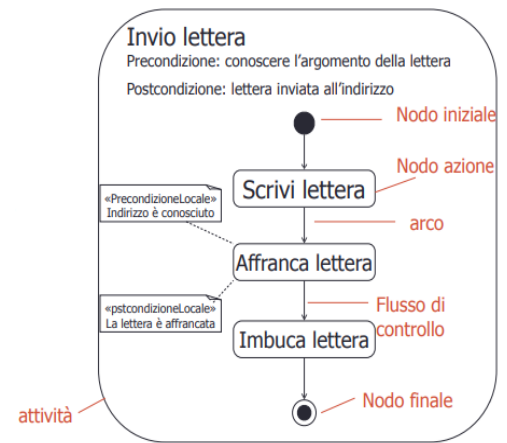 Invio lettera
Precondizione: conoscere l'argomento della lettera
Postcondizione: lettera inviata all'indirizzo
Nodo iniziale
Nodo azione
Scrivi lettera
«PrecondizioneLocale»
Indirizzo è conosciuto
arco
Affranca lettera
«pstcondizioneLocale»
La lettera è affrancata
Flusso di
controllo
Imbuca lettera
Nodo finale
attività